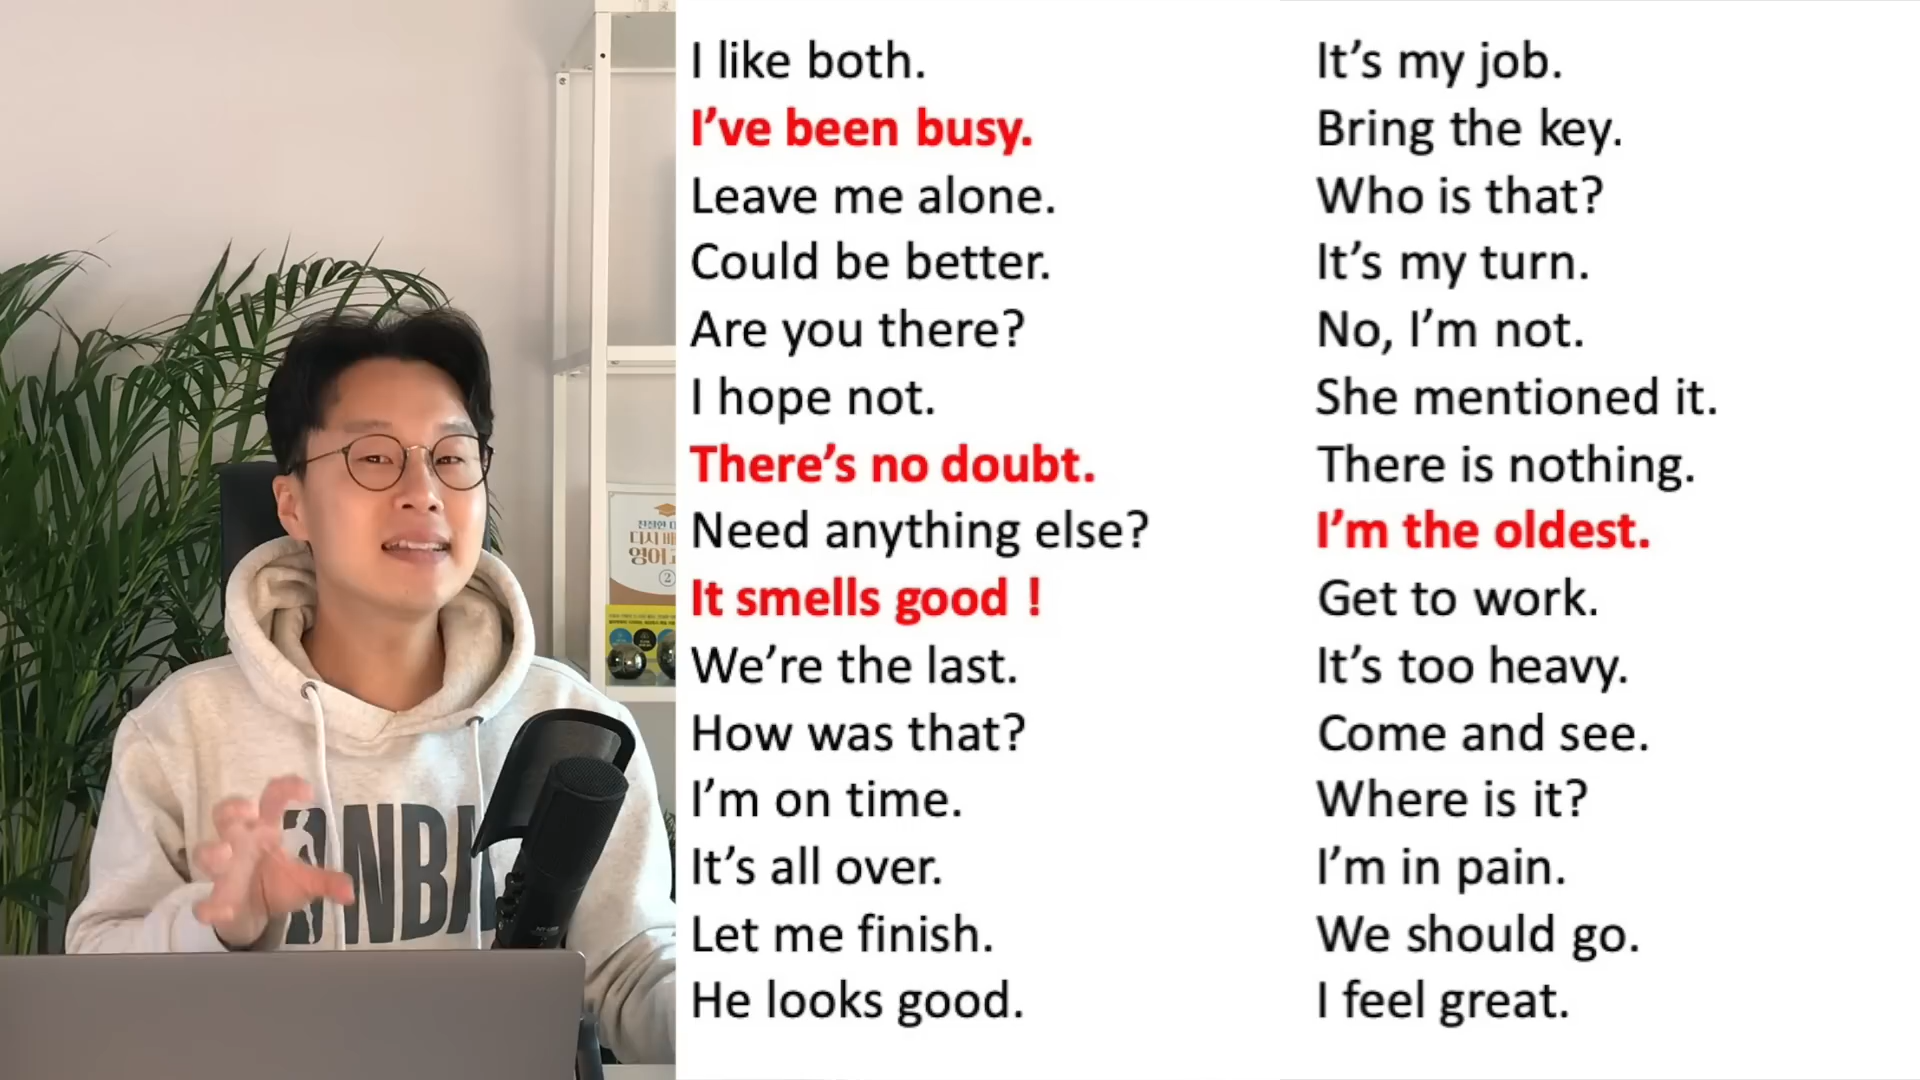 I like both.
I’ve been busy.
Leave me alone.
Could be better.
Are you there?
I hope not.
There’s no doubt.
Need anything else?
It smells good !
We’re the last.
How was that?
I’m on time.
It’s all over.
Let me finish.
He looks good.
It’s my job.
Bring the key.
Who is that?
It’s my turn.
No, I’m not.
She mentioned it.
There is nothing.
I’m the oldest.
Get to work.
It’s too heavy.
Come and see.
Where is it?
I’m in pain.
We should go.
I feel great.
다시
②
NBA